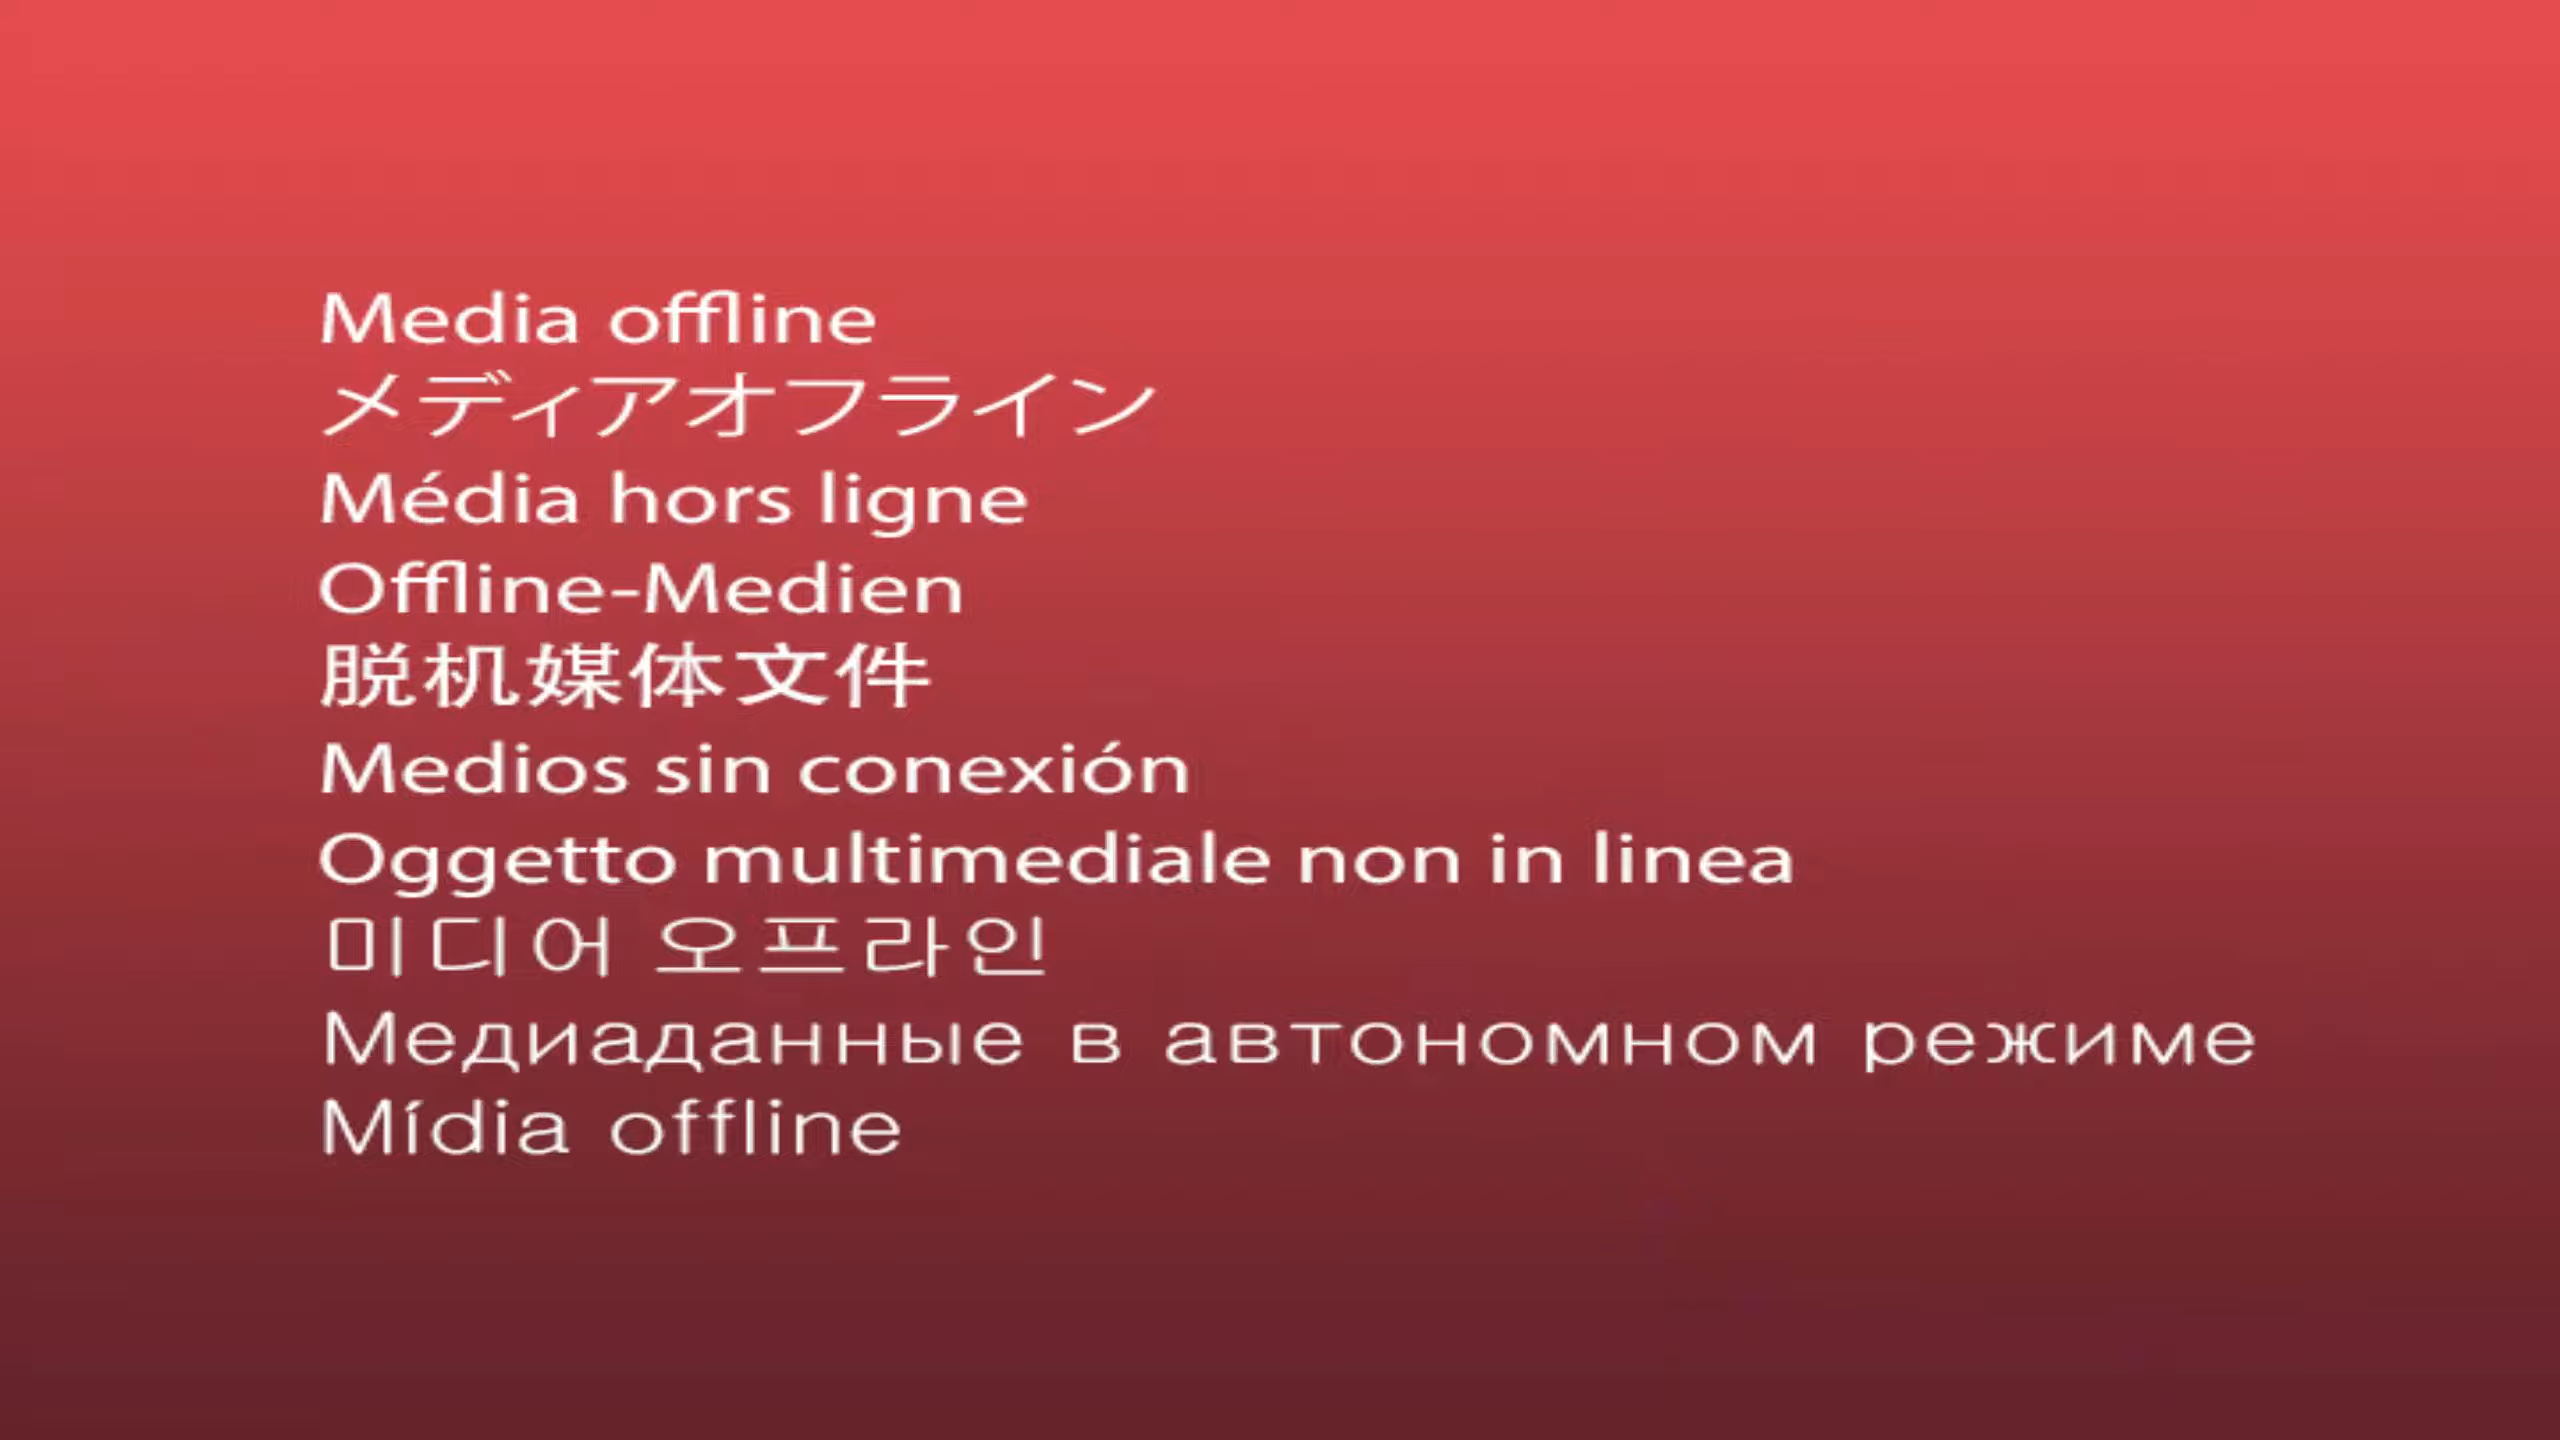 Media offline
メディアオフライン
Média hors ligne
Offline-Medien
脱机媒体文件
Medios sin conexión
Oggetto multimediale non in linea
미디어 오프라인
Медиаданные в автономном режиме
Mídia offline